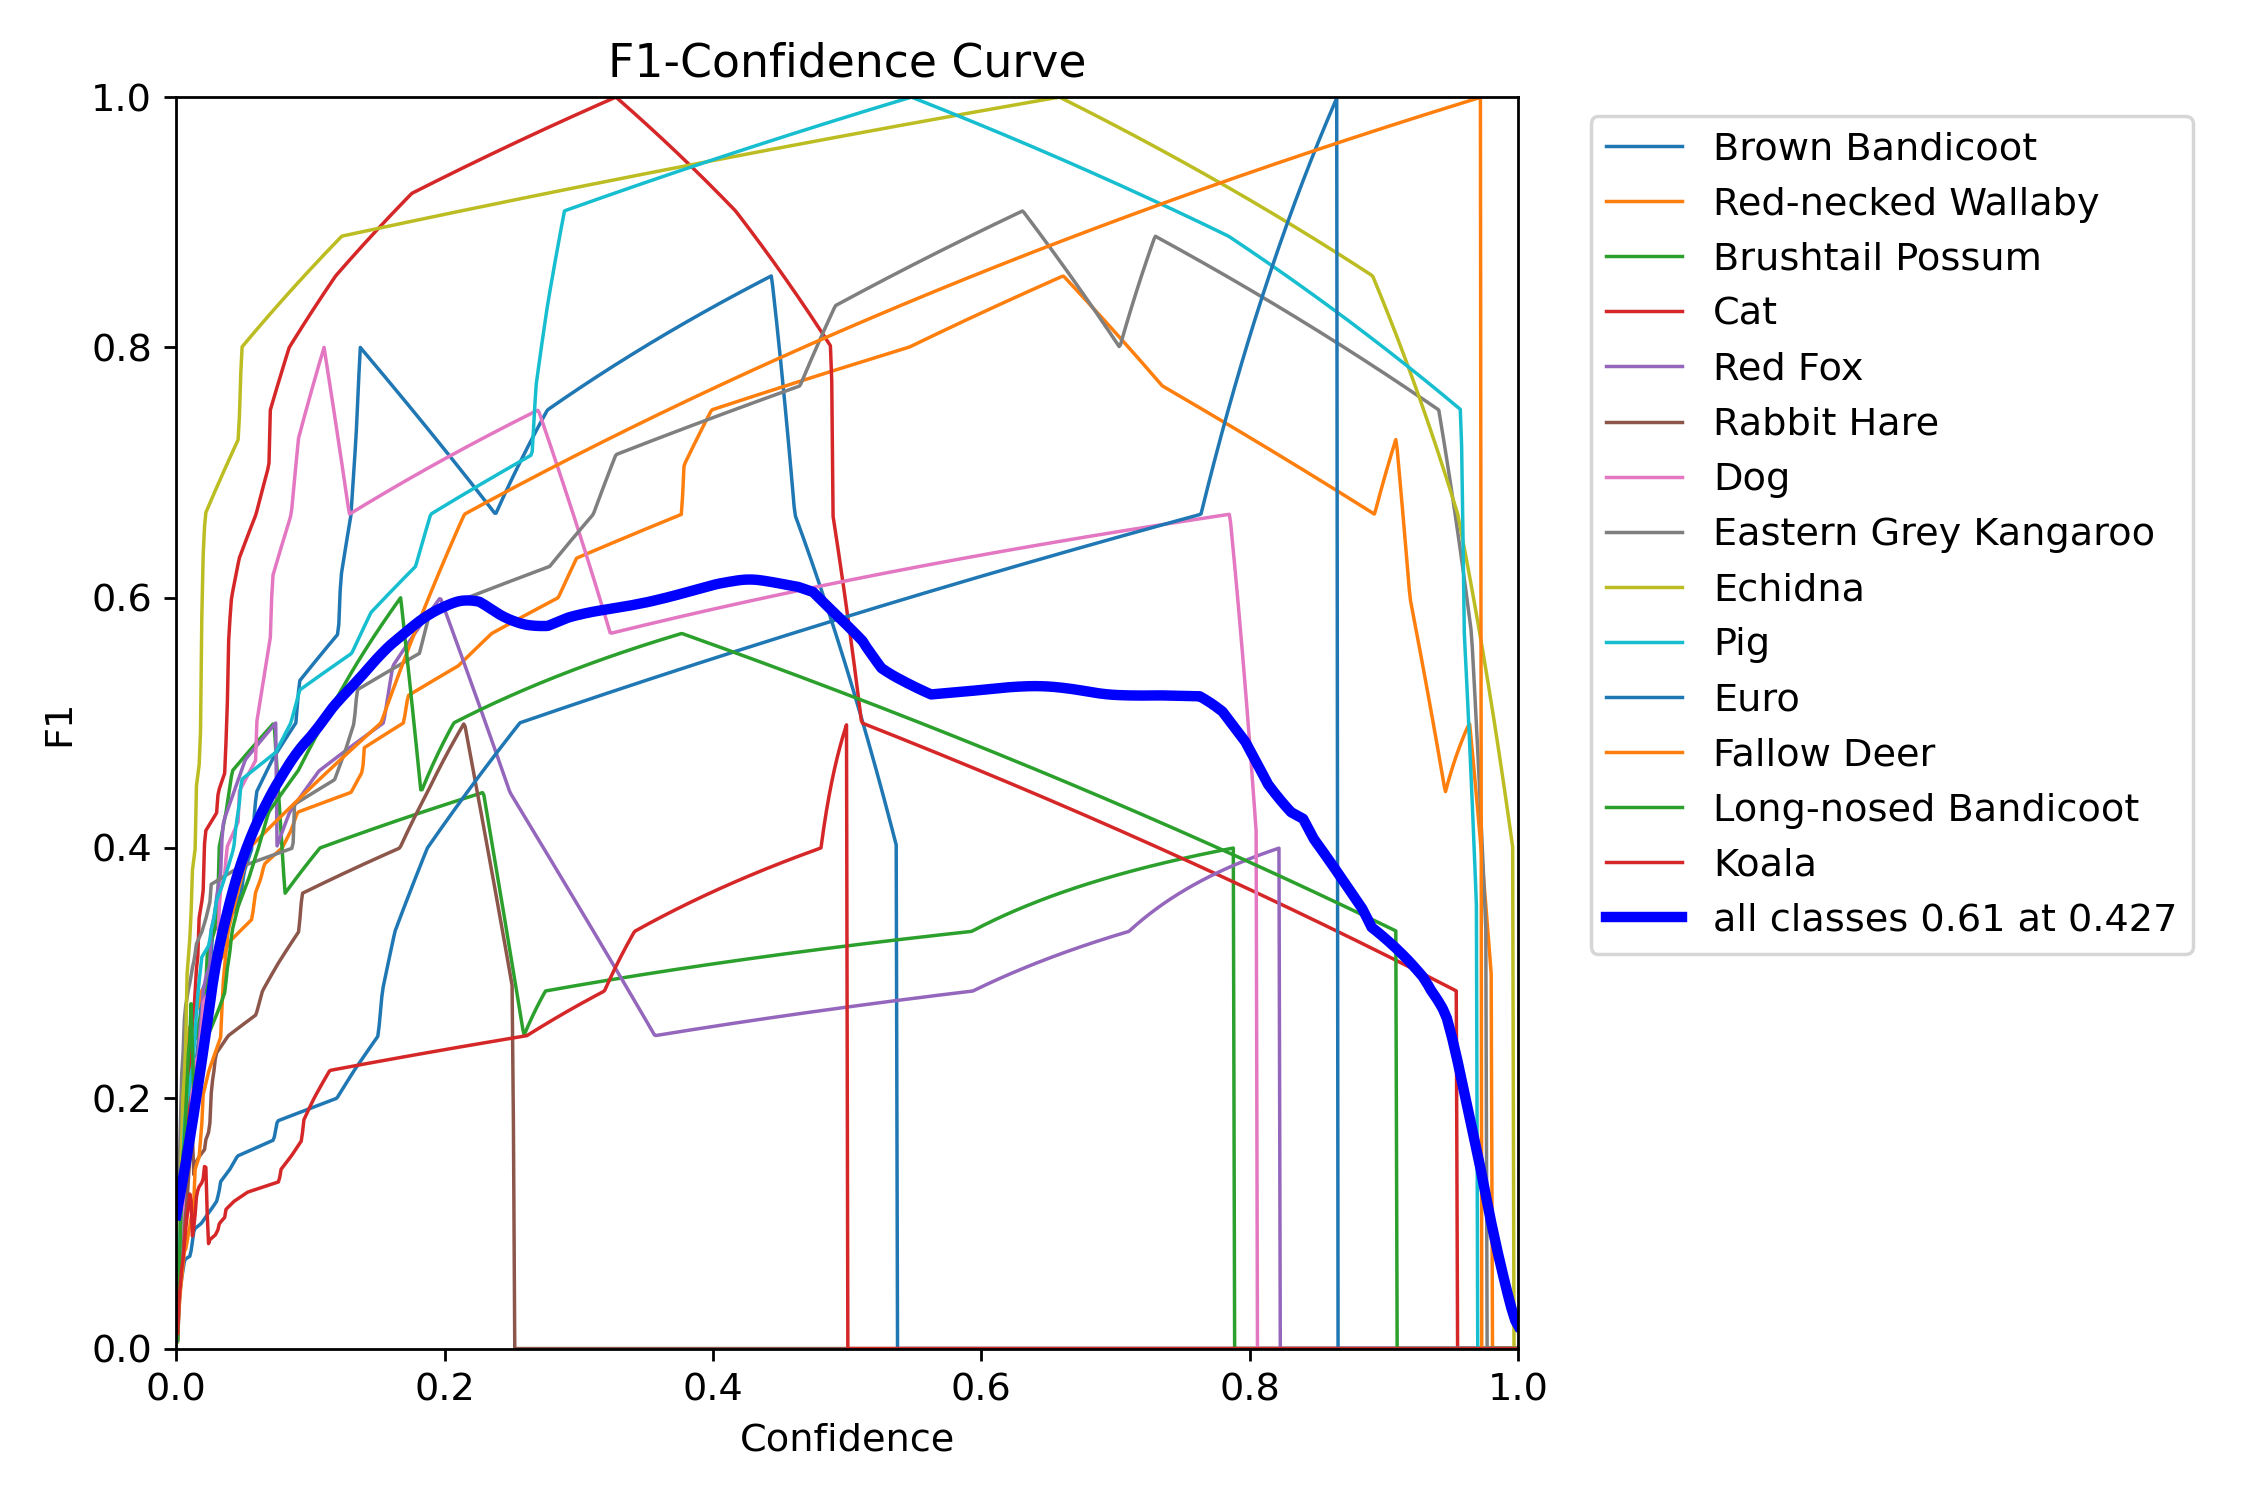 F1-Confidence Curve
1.0
0.8
0.6
0.4
0.2
0.0
F1
0.0 0.2 0.4 0.6 0.8 1.0
Confidence
Brown Bandicoot
Red-necked Wallaby
Brushtail Possum
Cat
Red Fox
Rabbit Hare
Dog
Eastern Grey Kangaroo
Echidna
Pig
Euro
Fallow Deer
Long-nosed Bandicoot
Koala
all classes 0.61 at 0.427